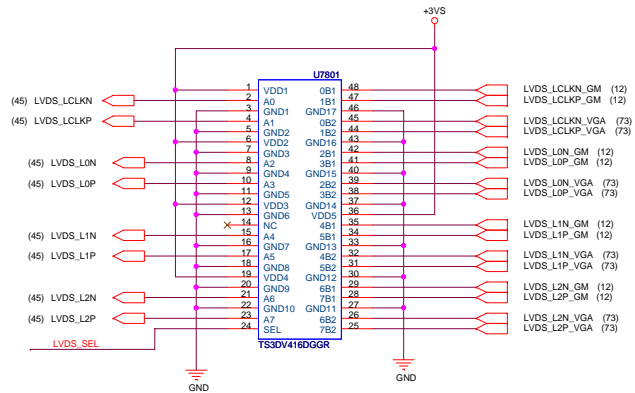 +3VS
U7801
1 VDD1 0B1 48 LVDS_LCLKN_GM (12)
(45) LVDS_LCLKN 2 A0 1B1 47 LVDS_LCLKP_GM (12)
3 GND1 GND17 46
(45) LVDS_LCLKP 4 A1 0B2 45 LVDS_LCLKN_VGA (73)
5 GND2 1B2 44 LVDS_LCLKP_VGA (73)
6 VDD2 GND16 43
7 GND3 2B1 42 LVDS_L0N_GM (12)
(45) LVDS_L0N 8 A2 3B1 41 LVDS_L0P_GM (12)
9 GND4 GND15 40
(45) LVDS_L0P 10 A3 2B2 39 LVDS_L0N_VGA (73)
11 GND5 3B2 38 LVDS_L0P_VGA (73)
12 VDD3 GND14 37
13 GND6 VDD5 36
14 NC 4B1 35 LVDS_L1N_GM (12)
(45) LVDS_L1N 15 A4 5B1 34 LVDS_L1P_GM (12)
16 GND7 GND13 33
(45) LVDS_L1P 17 A5 4B2 32 LVDS_L1N_VGA (73)
18 GND8 5B2 31 LVDS_L1P_VGA (73)
19 VDD4 GND12 30
20 GND9 6B1 29 LVDS_L2N_GM (12)
(45) LVDS_L2N 21 A6 7B1 28 LVDS_L2P_GM (12)
22 GND10 GND11 27
(45) LVDS_L2P 23 A7 6B2 26 LVDS_L2N_VGA (73)
24 SEL 7B2 25 LVDS_L2P_VGA (73)
LVDS_SEL
TS3DV416DGGR
GND
GND